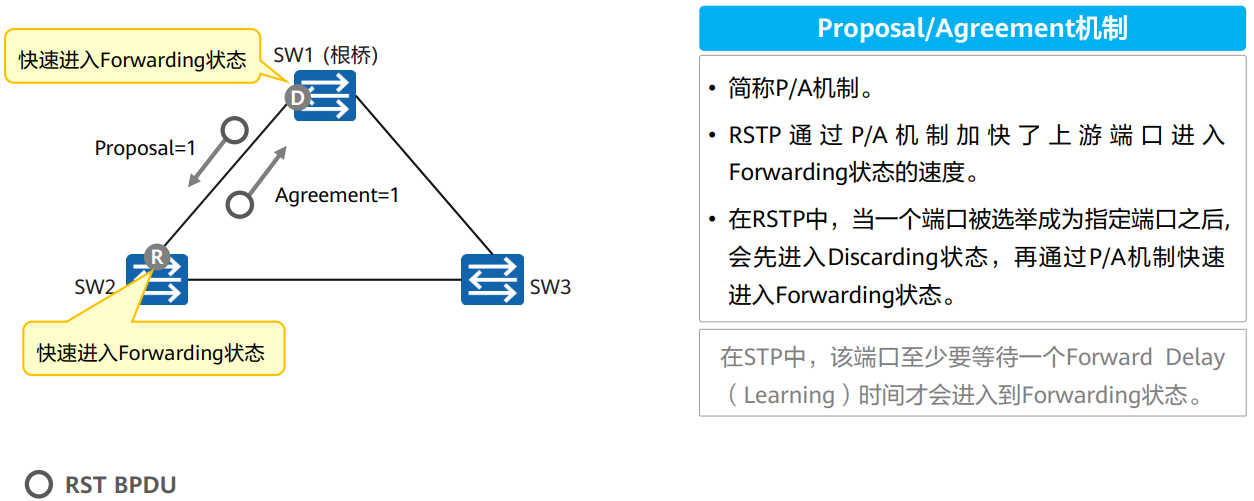 快速进入Forwarding状态
SW1 (根桥)
D
Proposal=1
Agreement=1
R
SW2
SW3
快速进入Forwarding状态
RST BPDU
Proposal/Agreement机制
• 简称P/A机制。
• RSTP通过P/A机制加快了上游端口进入
Forwarding状态的速度。
• 在RSTP中，当一个端口被选举成为指定端口之后，
会先进入Discarding状态，再通过P/A机制快速
进入Forwarding状态。
在STP中，该端口至少要等待一个Forward Delay
（Learning）时间才会进入到Forwarding状态。